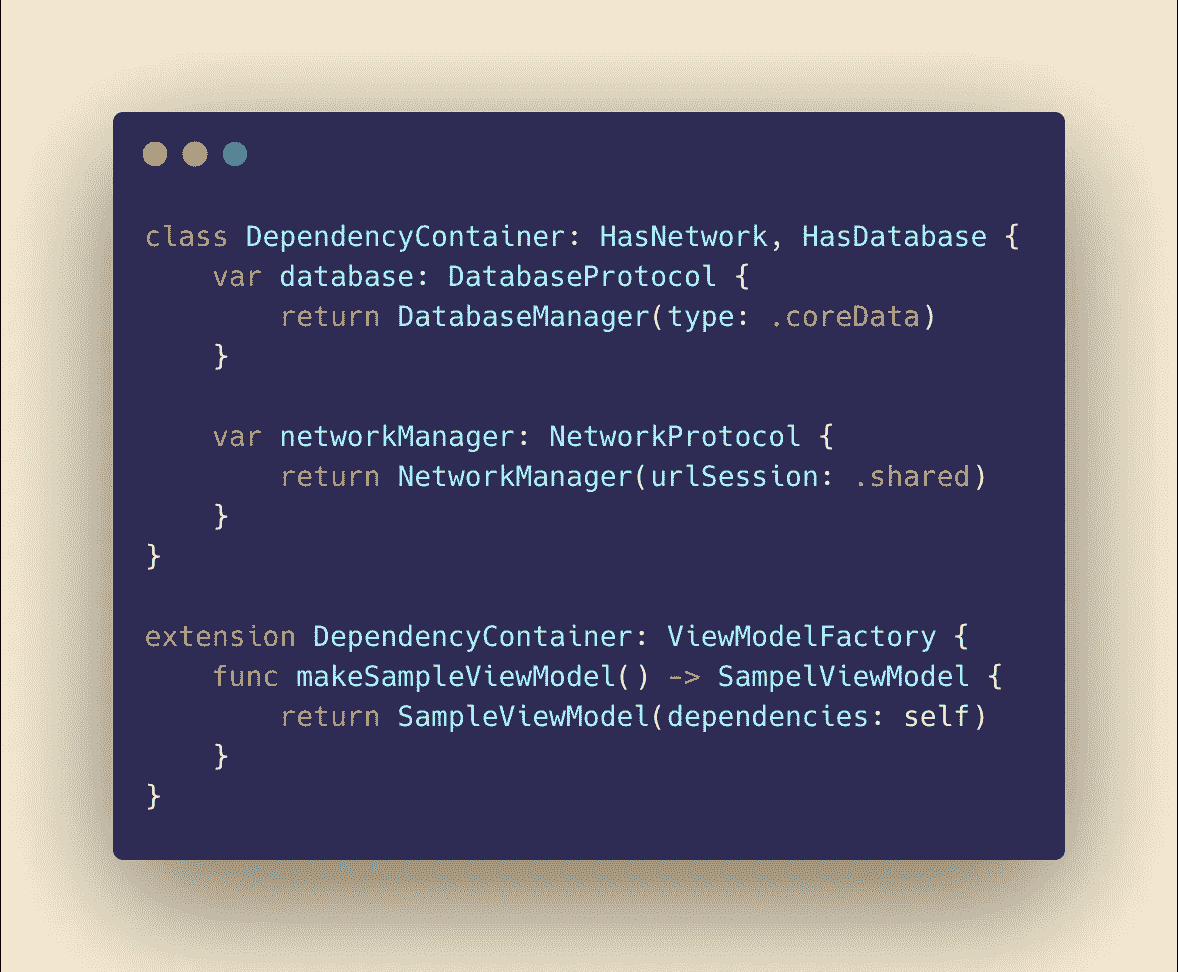 class DependencyContainer: HasNetwork, HasDatabase {
    var database: DatabaseProtocol {
        return DatabaseManager(type: .coreData)
    }

    var networkManager: NetworkProtocol {
        return NetworkManager(urlSession: .shared)
    }
}

extension DependencyContainer: ViewModelFactory {
    func makeSampleViewModel() -> SampelViewModel {
        return SampleViewModel(dependencies: self)
    }
}